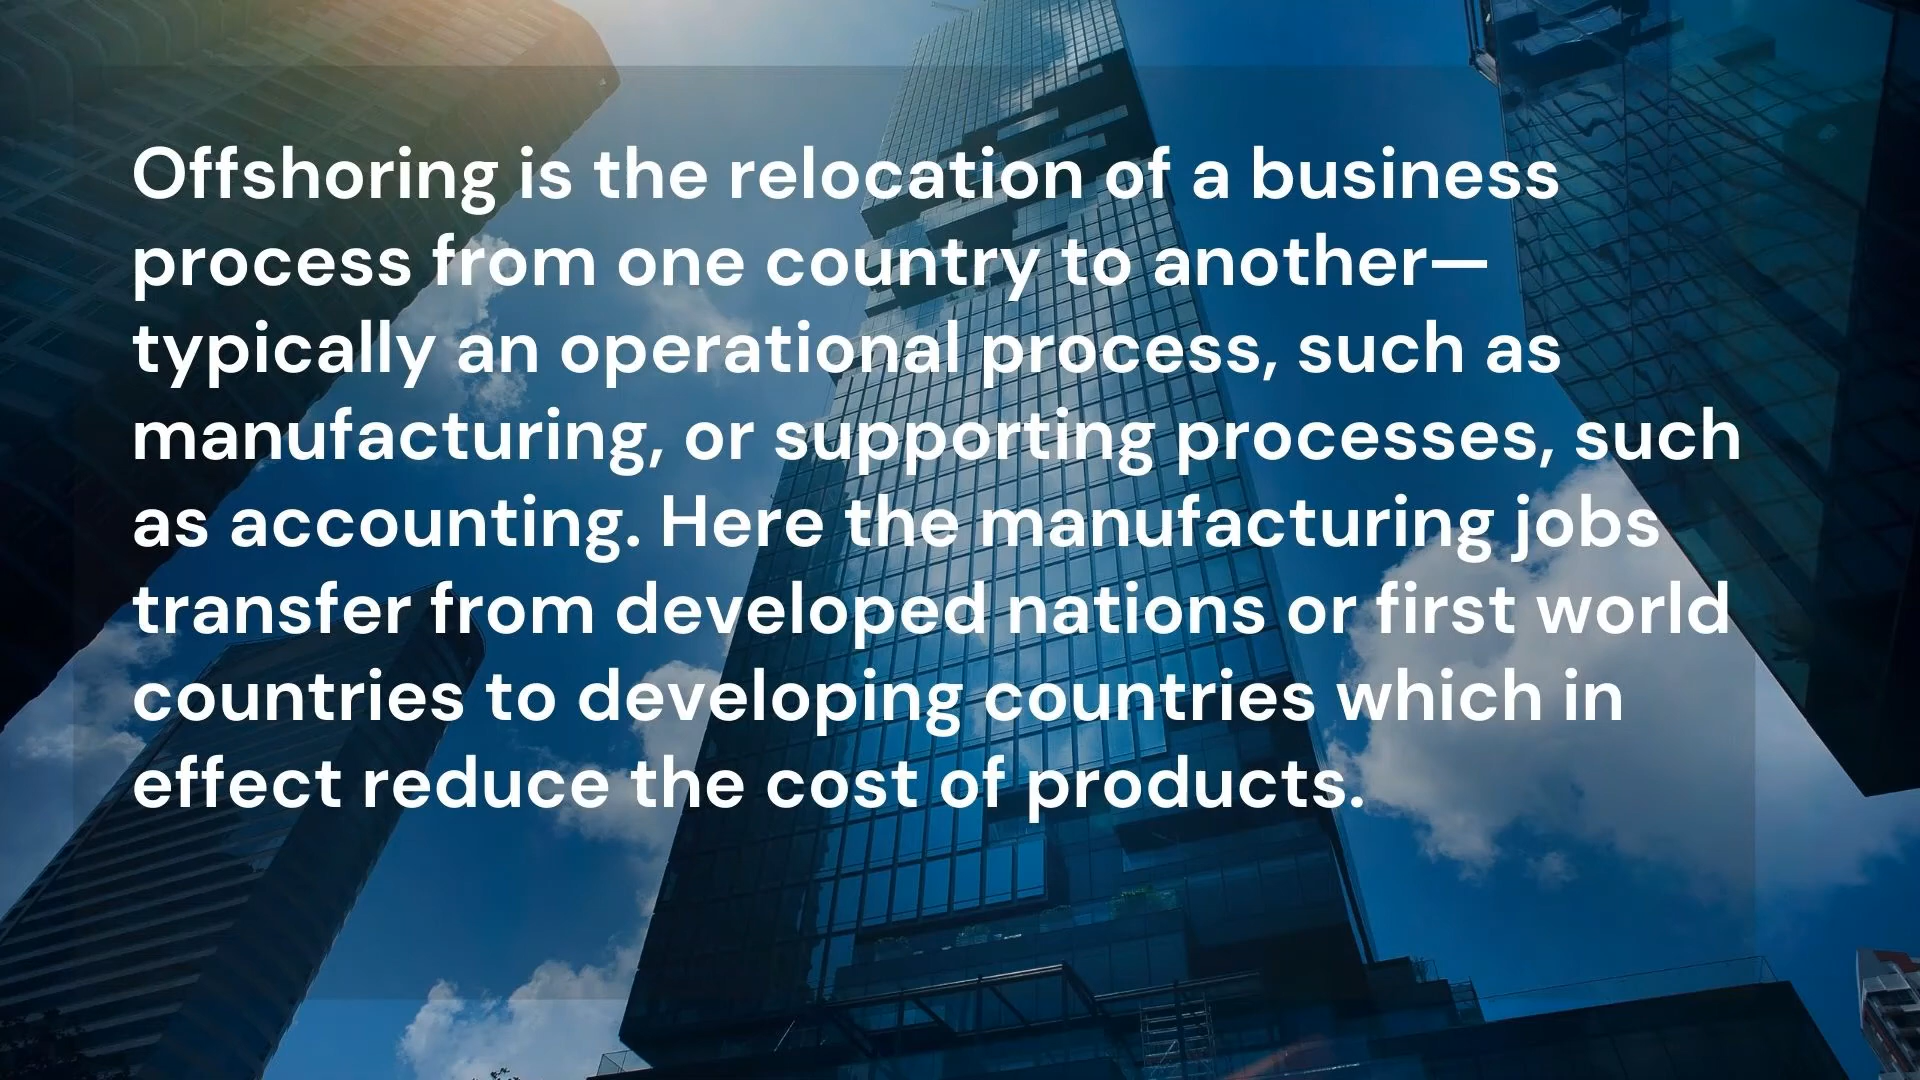 Offshoring is the relocation of a business
process from one country to another—
typically an operational process, such as
manufacturing, or supporting processes, such
as accounting. Here the manufacturing jobs
transfer from developed nations or first world
countries to developing countries which in
effect reduce the cost of products.